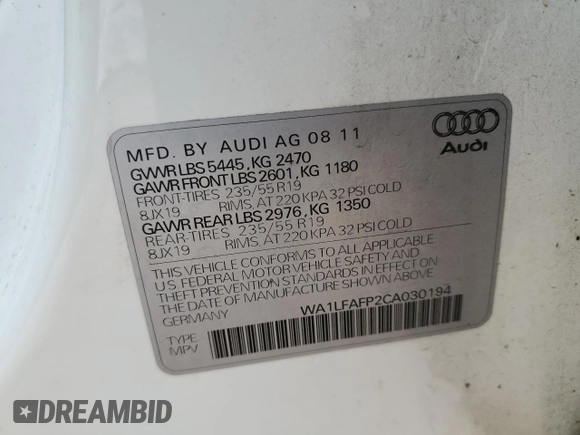 MFD. BY AUDI AG 08 11
GVWR LBS 5445, KG 2470
GAWR FRONT LBS 2601, KG 1180
FRONT-TIRES 235/55 R19
8JX19 RIMS, AT 220 KPA 32 PSI COLD
GAWR REAR LBS 2976, KG 1350
REAR-TIRES 235/55 R19
8JX19 RIMS, AT 220 KPA 32 PSI COLD
THIS VEHICLE CONFORMS TO ALL APPLICABLE
U.S FEDERAL MOTOR VEHICLE SAFETY AND
THEFT PREVENTION STANDARDS IN EFFECT ON
THE DATE OF MANUFACTURE SHOWN ABOVE.
GERMANY WA1LFAFP2CA030194
TYPE
MPV
Audi
DREAMBID